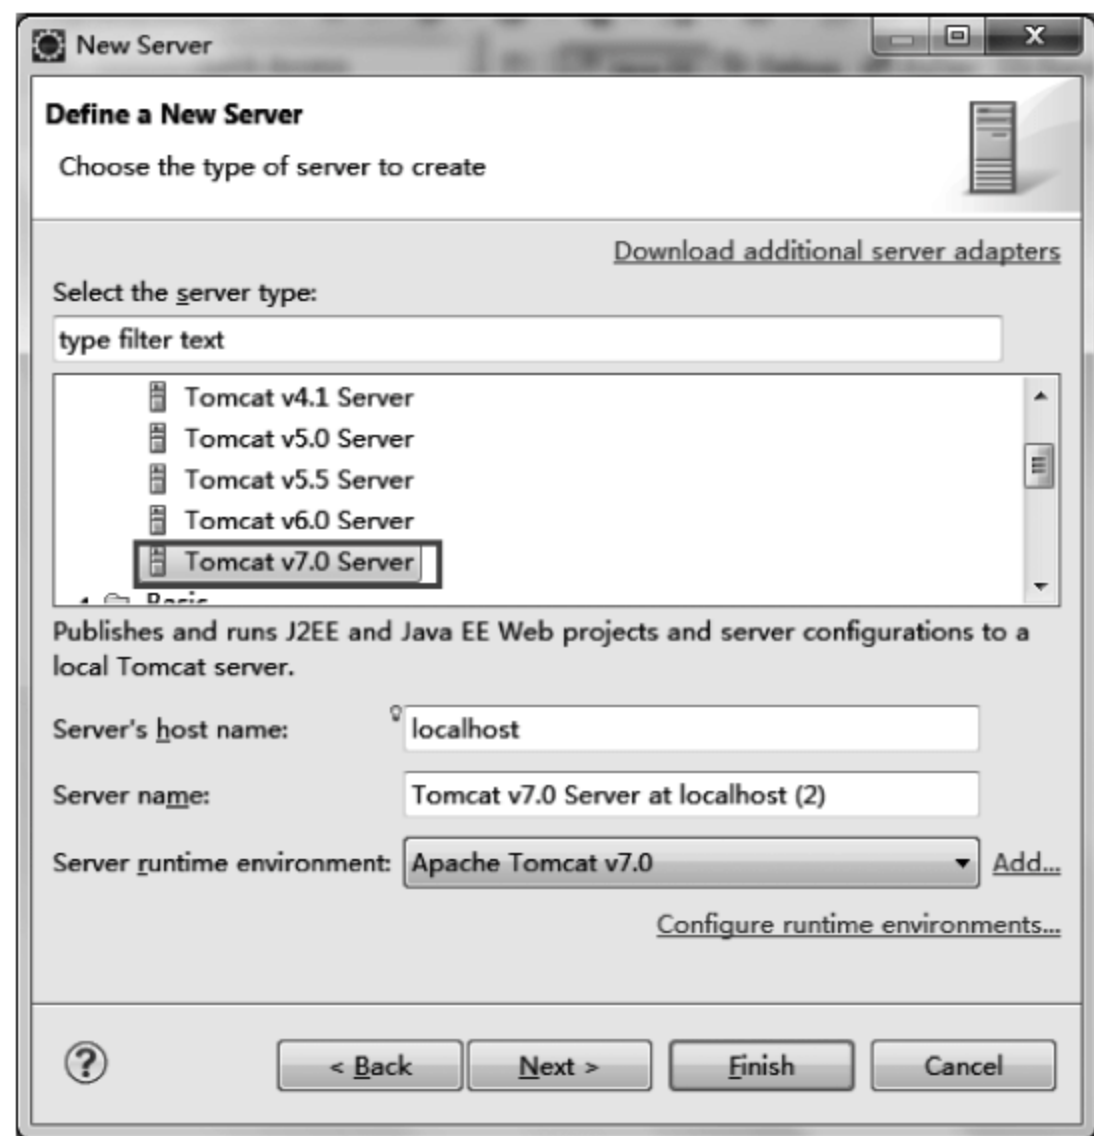 New Server
Define a New Server
Choose the type of server to create
Download additional server adapters
Select the server type:
type filter text
Tomcat v4.1 Server
Tomcat v5.0 Server
Tomcat v5.5 Server
Tomcat v6.0 Server
Tomcat v7.0 Server
Basic
Publishes and runs J2EE and Java EE Web projects and server configurations to a
local Tomcat server.
Server's host name: localhost
Server name: Tomcat v7.0 Server at localhost (2)
Server runtime environment: Apache Tomcat v7.0 Add...
Configure runtime environments...
? < Back Next > Finish Cancel